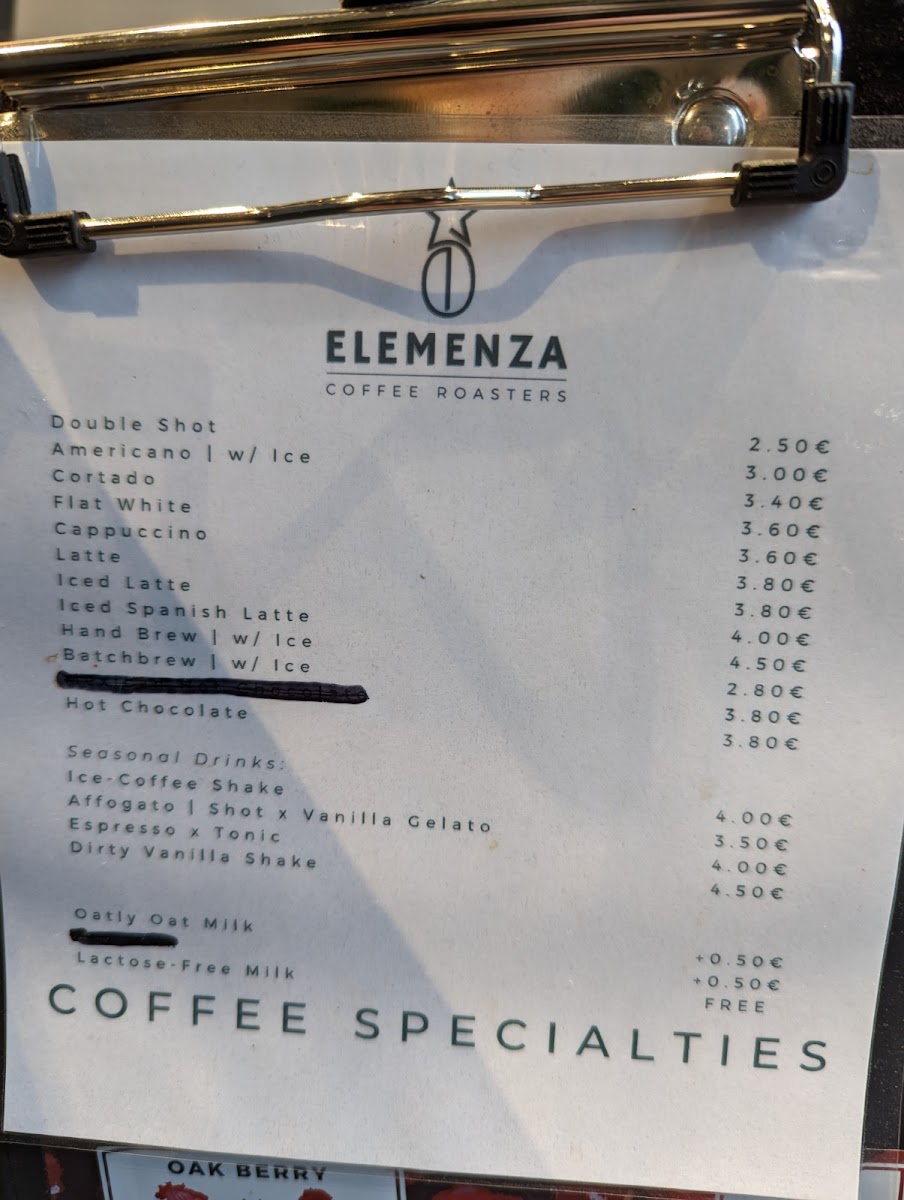 ELEMENZA
COFFEE ROASTERS
Double Shot 2.50€
Americano | w/ Ice 3.00€
Cortado 3.40€
Flat White 3.60€
Cappuccino 3.60€
Latte 3.80€
Iced Latte 3.80€
Iced Spanish Latte 4.00€
Hand Brew | w/ Ice 4.50€
Batchbrew | w/ Ice 2.80€
3.80€
Hot Chocolate 3.80€
Seasonal Drinks:
Ice-Coffee Shake 4.00€
Affogato | Shot x Vanilla Gelato 3.50€
Espresso x Tonic 4.00€
Dirty Vanilla Shake 4.50€
Oatly Oat Milk +0.50€
+0.50€
Lactose-Free Milk FREE
COFFEE SPECIALTIES
OAK BERRY